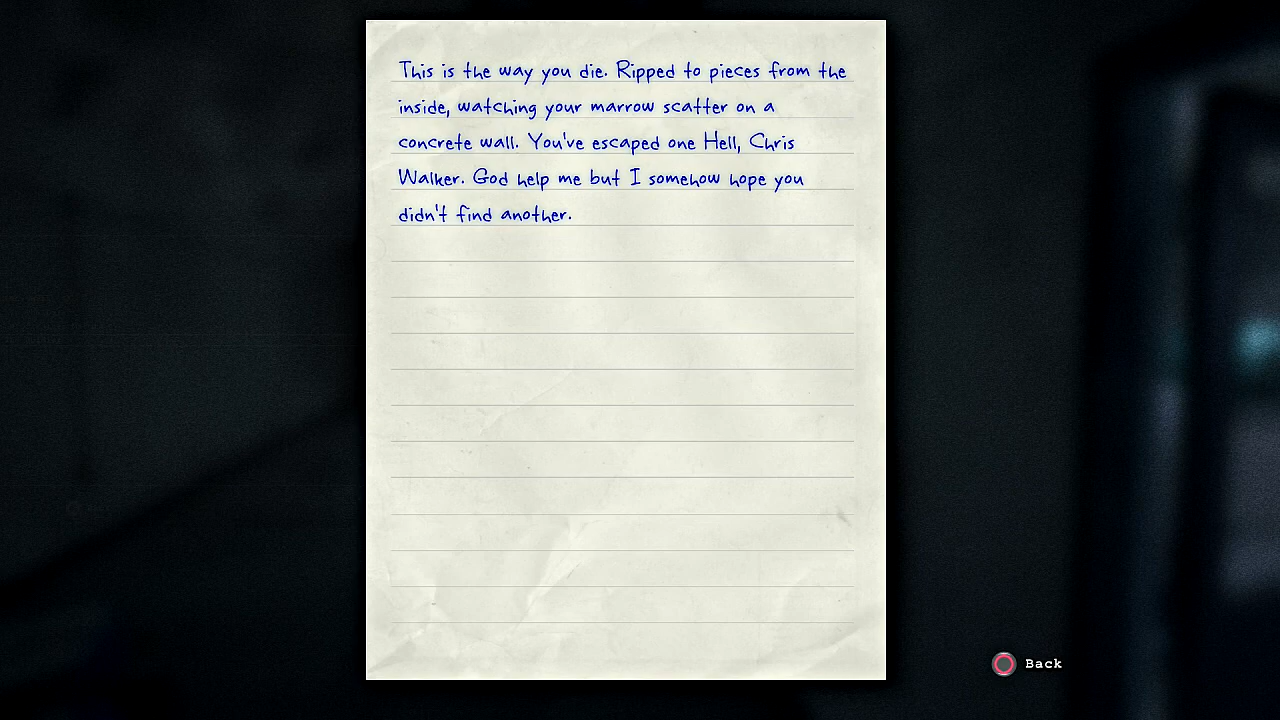 This is the way you die. Ripped to pieces from the
inside, watching your marrow scatter on a
concrete wall. You've escaped one Hell, Chris
Walker. God help me but I somehow hope you
didn't find another.
Back